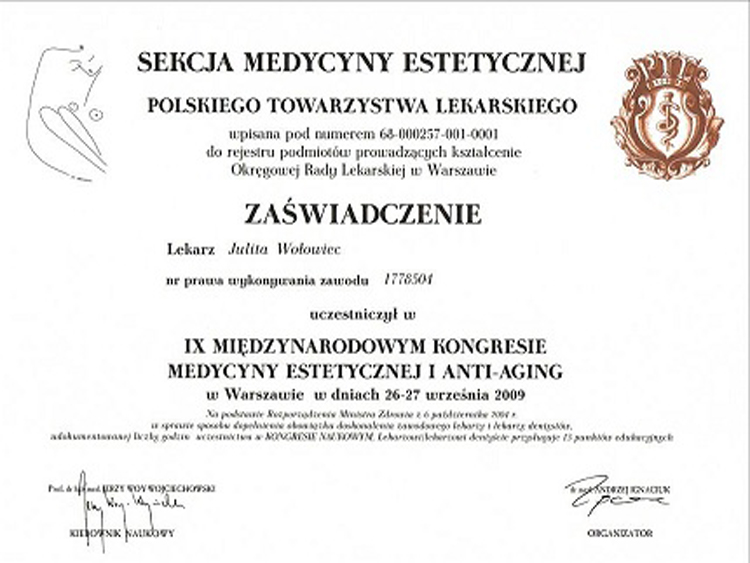 SEKCJA MEDYCYNY ESTETYCZNEJ
POLSKIEGO TOWARZYSTWA LEKARSKIEGO
wpisana pod numerem 68-000257-001-0001
do rejestru podmiotów prowadzących kształcenie
Okręgowej Rady Lekarskiej w Warszawie
ZAŚWIADCZENIE
Lekarz Julita Wołowiec
nr prawa wykonywania zawodu 1778504
uczestniczył w
IX MIĘDZYNARODOWYM KONGRESIE
MEDYCYNY ESTETYCZNEJ I ANTI-AGING
w Warszawie w dniach 26-27 września 2009
Na podstawie Rozporządzenia Ministra Zdrowia z 6 października 2004 r.
w sprawie sposobu dopełnienia obowiązku doskonalenia zawodowego lekarzy i lekarzy dentystów,
udokumentowanej liczby godzin uczestnictwa w KONGRESIE NAUKOWYM, Lekarzowi/lekarzowi dentyście przysługuje 15 punktów edukacyjnych
Prof. dr hab. med. JERZY WOY-WOJCIECHOWSKI
dr med. ANDRZEJ IGNACIUK
KIEROWNIK NAUKOWY
ORGANIZATOR